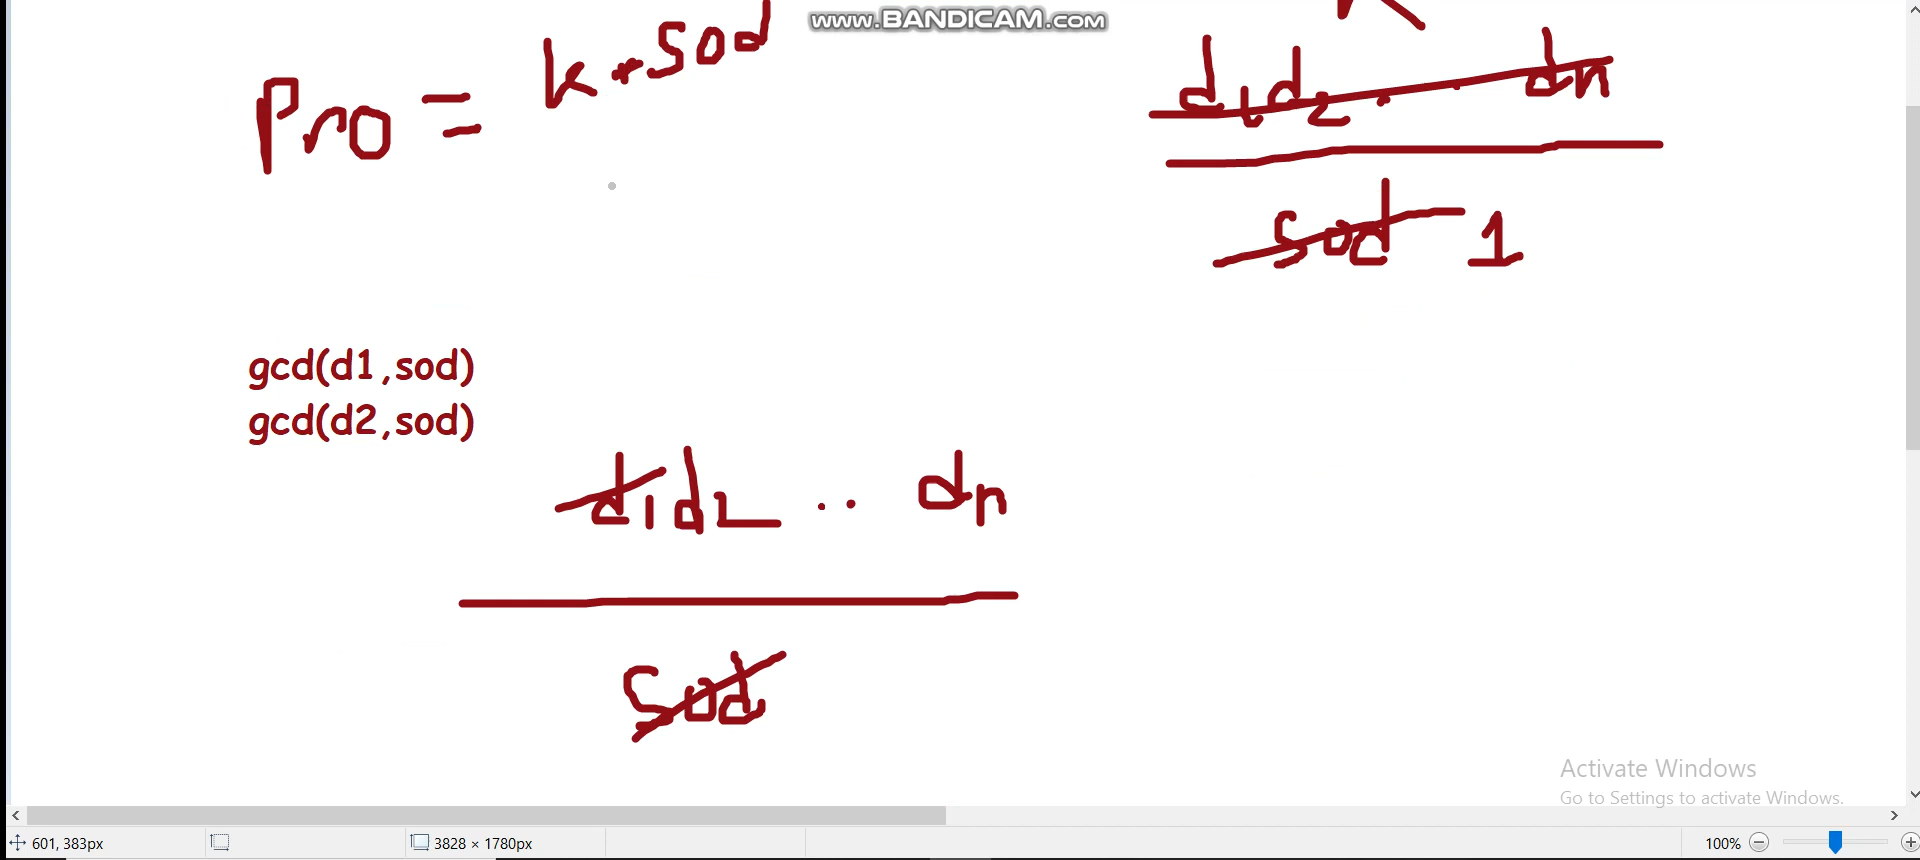 www.BANDICAM.com
Pro = k * sod
d1d2 . . dn
sod 1
gcd(d1,sod)
gcd(d2,sod)
d1d2 .. dn
sod
Activate Windows
Go to Settings to activate Windows.
601, 383px
3828 × 1780px
100%